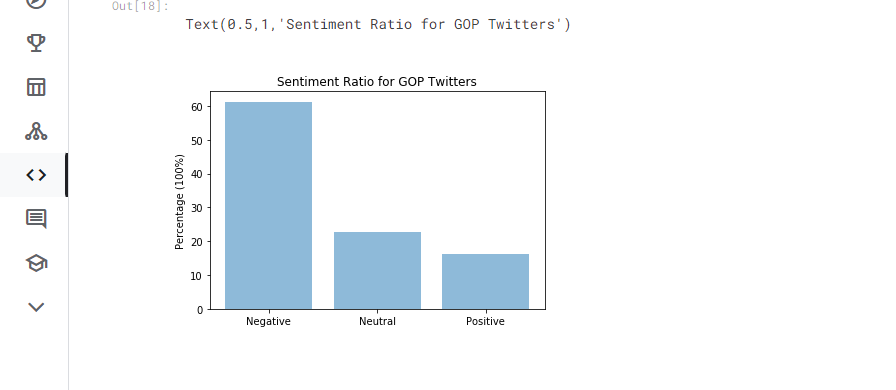 Out[18]:
Text(0.5,1,'Sentiment Ratio for GOP Twitters')
Sentiment Ratio for GOP Twitters
Percentage (100%)
60
50
40
30
20
10
0
Negative Neutral Positive